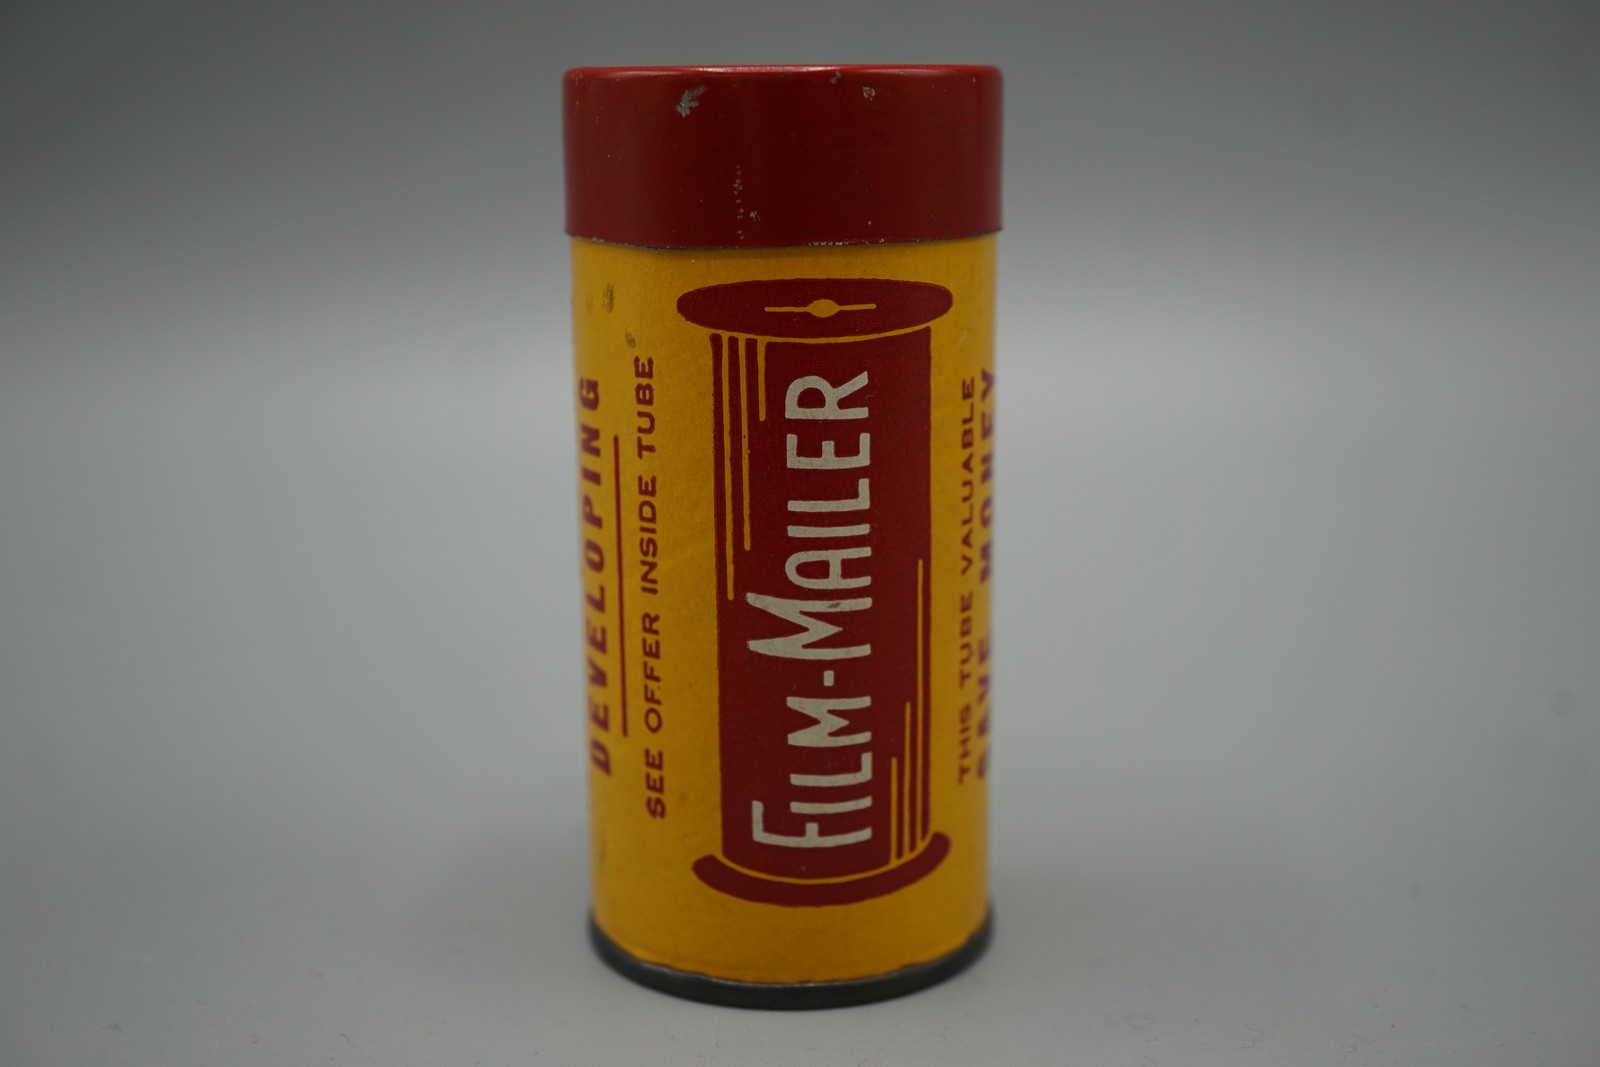 DEVELOPING
SEE OFFER INSIDE TUBE
FILM-MAILER
THIS TUBE VALUABLE
SAVE MONEY